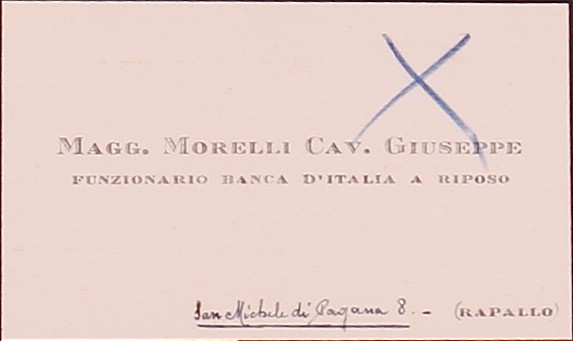 MAGG. MORELLI CAV. GIUSEPPE
FUNZIONARIO BANCA D'ITALIA A RIPOSO
San Michele di Pagana 8. - (RAPALLO)